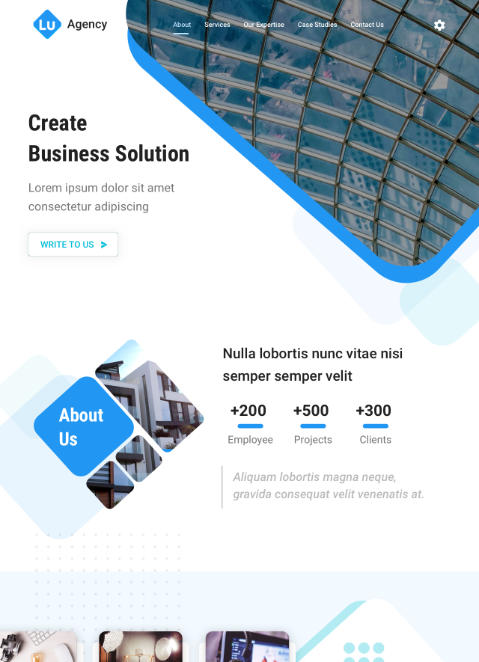 Lu Agency
About Services Our Expertise Case Studies Contact Us
Create
Business Solution
Lorem ipsum dolor sit amet
consectetur adipiscing
WRITE TO US
Nulla lobortis nunc vitae nisi
semper semper velit
About
Us
+200 +500 +300
Employee Projects Clients
Aliquam lobortis magna neque,
gravida consequat velit venenatis at.